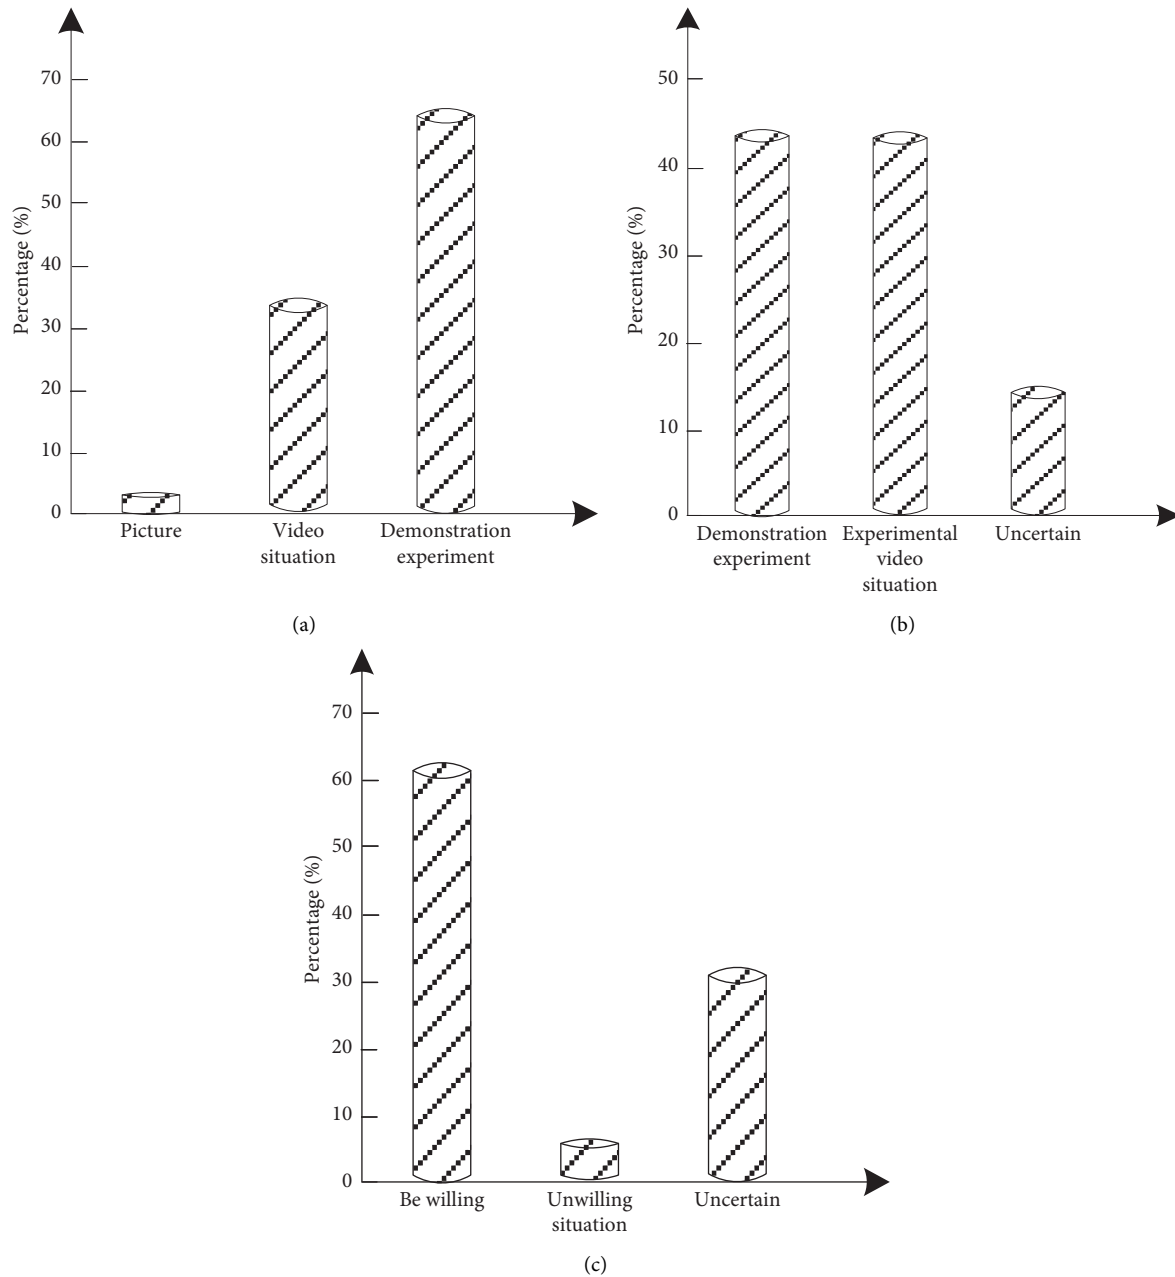 Percentage (%)
70
60
50
40
30
20
10
0
Picture
Video
situation
Demonstration
experiment
(a)
Percentage (%)
50
40
30
20
10
0
Demonstration
experiment
Experimental
video
situation
Uncertain
(b)
Percentage (%)
70
60
50
40
30
20
10
0
Be willing
Unwilling
situation
Uncertain
(c)